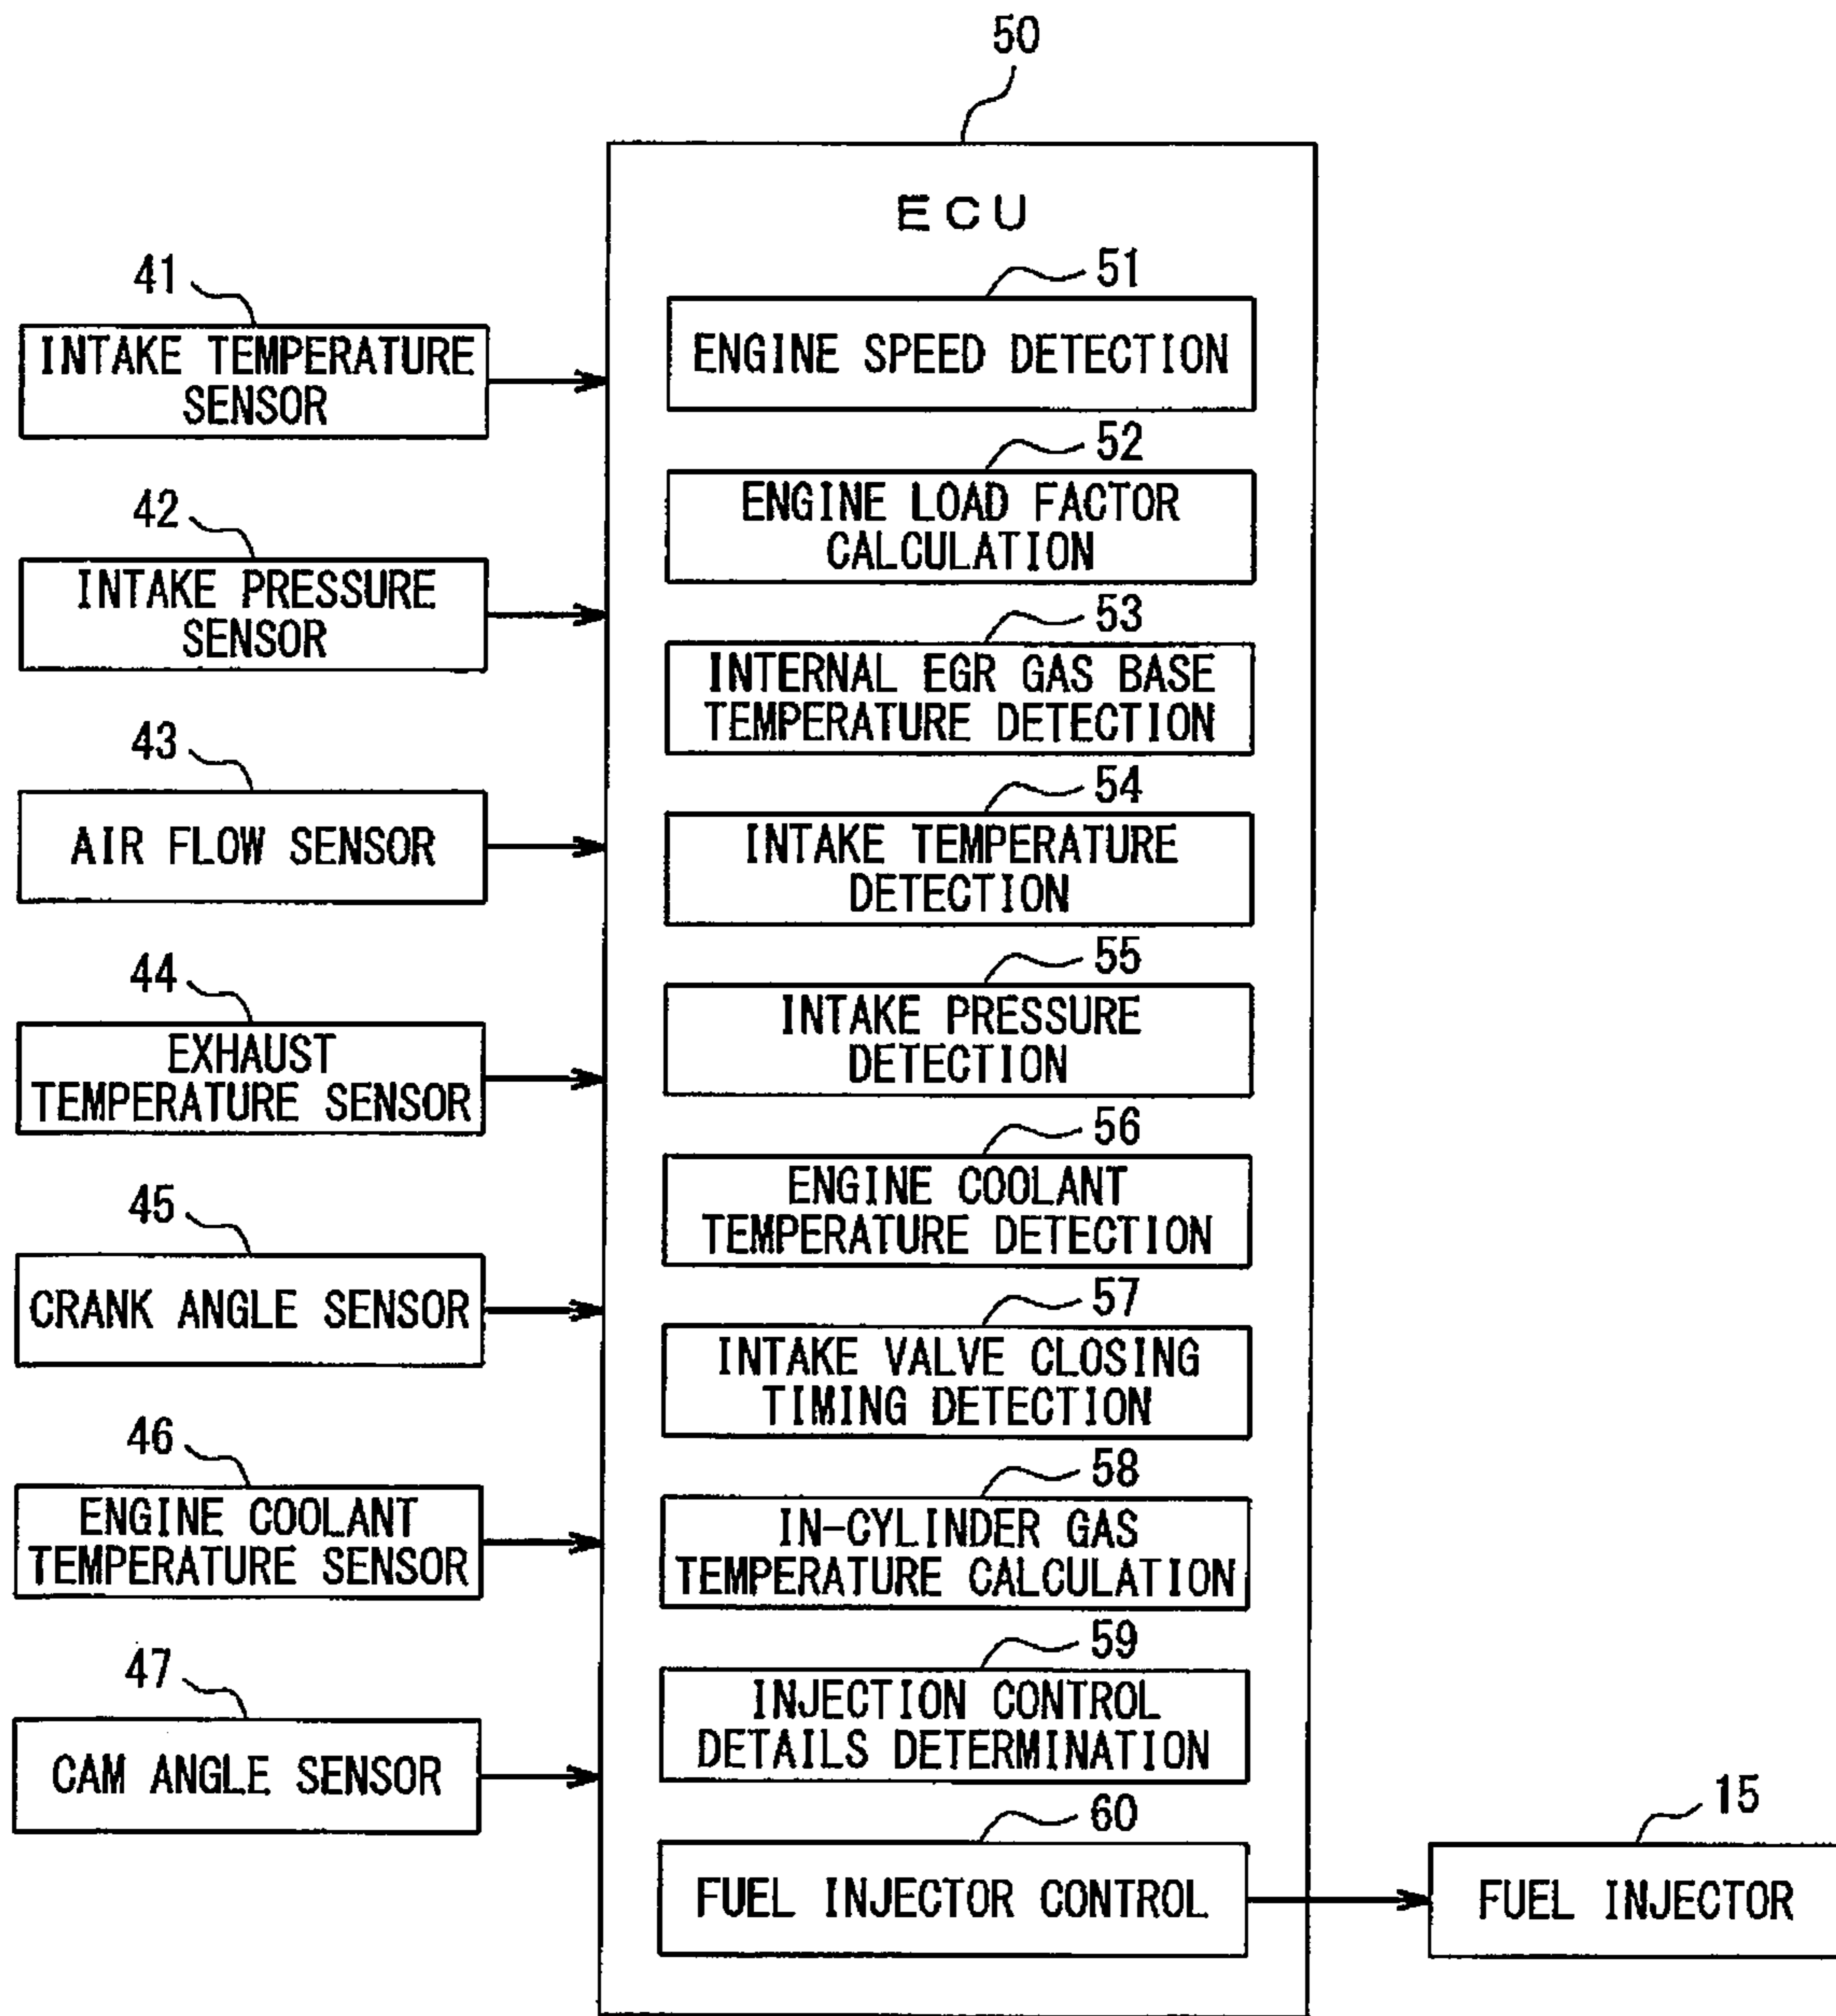 50
ECU
41
INTAKE TEMPERATURE
SENSOR
42
INTAKE PRESSURE
SENSOR
43
AIR FLOW SENSOR
44
EXHAUST
TEMPERATURE SENSOR
45
CRANK ANGLE SENSOR
46
ENGINE COOLANT
TEMPERATURE SENSOR
47
CAM ANGLE SENSOR
51
ENGINE SPEED DETECTION
52
ENGINE LOAD FACTOR
CALCULATION
53
INTERNAL EGR GAS BASE
TEMPERATURE DETECTION
54
INTAKE TEMPERATURE
DETECTION
55
INTAKE PRESSURE
DETECTION
56
ENGINE COOLANT
TEMPERATURE DETECTION
57
INTAKE VALVE CLOSING
TIMING DETECTION
58
IN-CYLINDER GAS
TEMPERATURE CALCULATION
59
INJECTION CONTROL
DETAILS DETERMINATION
60
FUEL INJECTOR CONTROL
15
FUEL INJECTOR